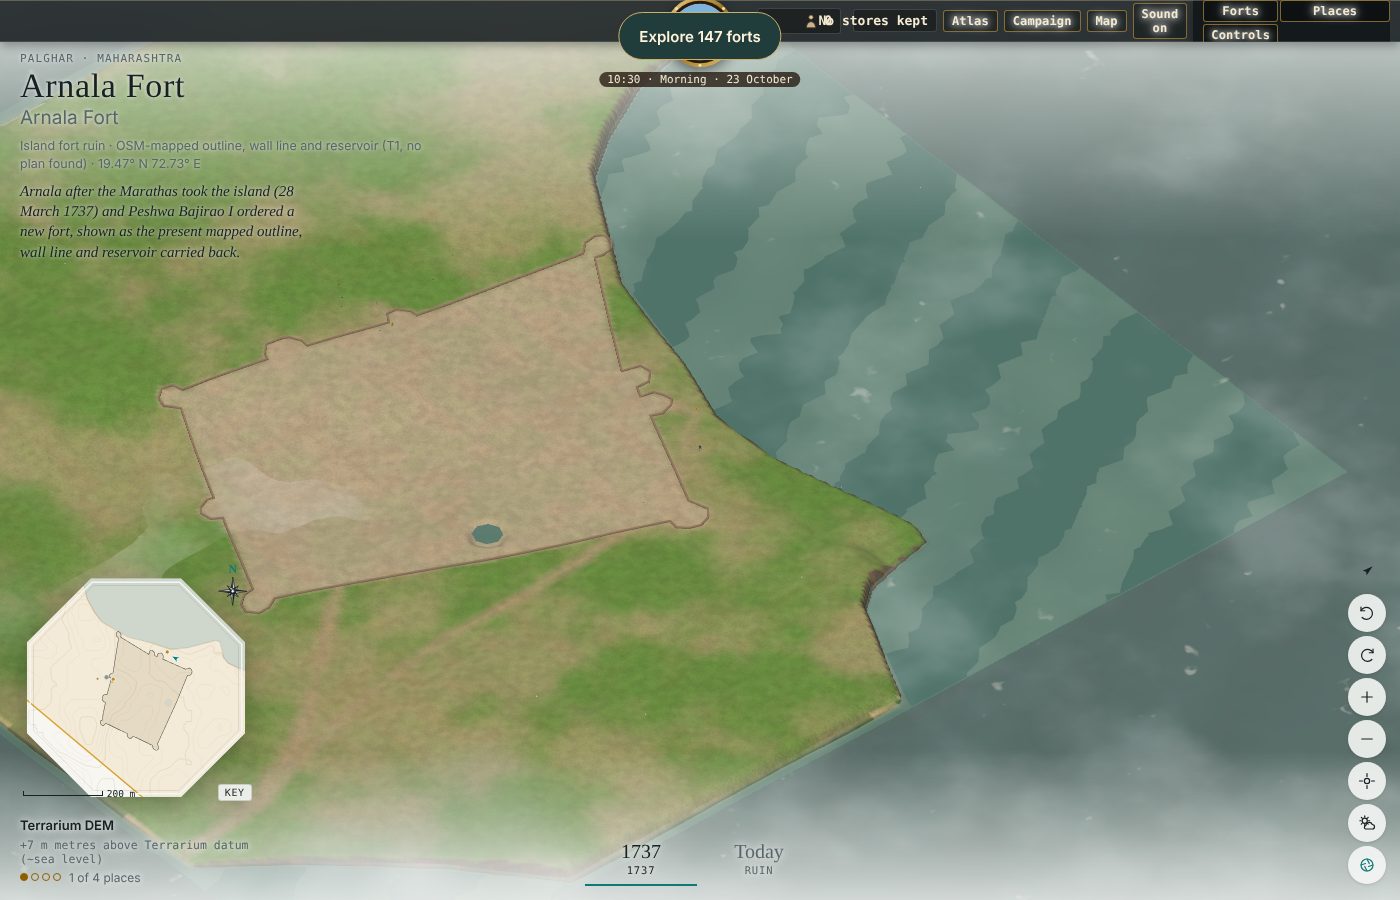 stores kept
Atlas
Campaign
Map
Sound
on
Forts
Places
Controls
Explore 147 forts
10:30 · Morning · 23 October
PALGHAR · MAHARASHTRA
Arnala Fort
Arnala Fort
Island fort ruin · OSM-mapped outline, wall line and reservoir (T1, no
plan found) · 19.47° N 72.73° E
Arnala after the Marathas took the island (28
March 1737) and Peshwa Bajirao I ordered a
new fort, shown as the present mapped outline,
wall line and reservoir carried back.
N
200 m
KEY
Terrarium DEM
+7 m metres above Terrarium datum
(~sea level)
1 of 4 places
1737
1737
Today
RUIN